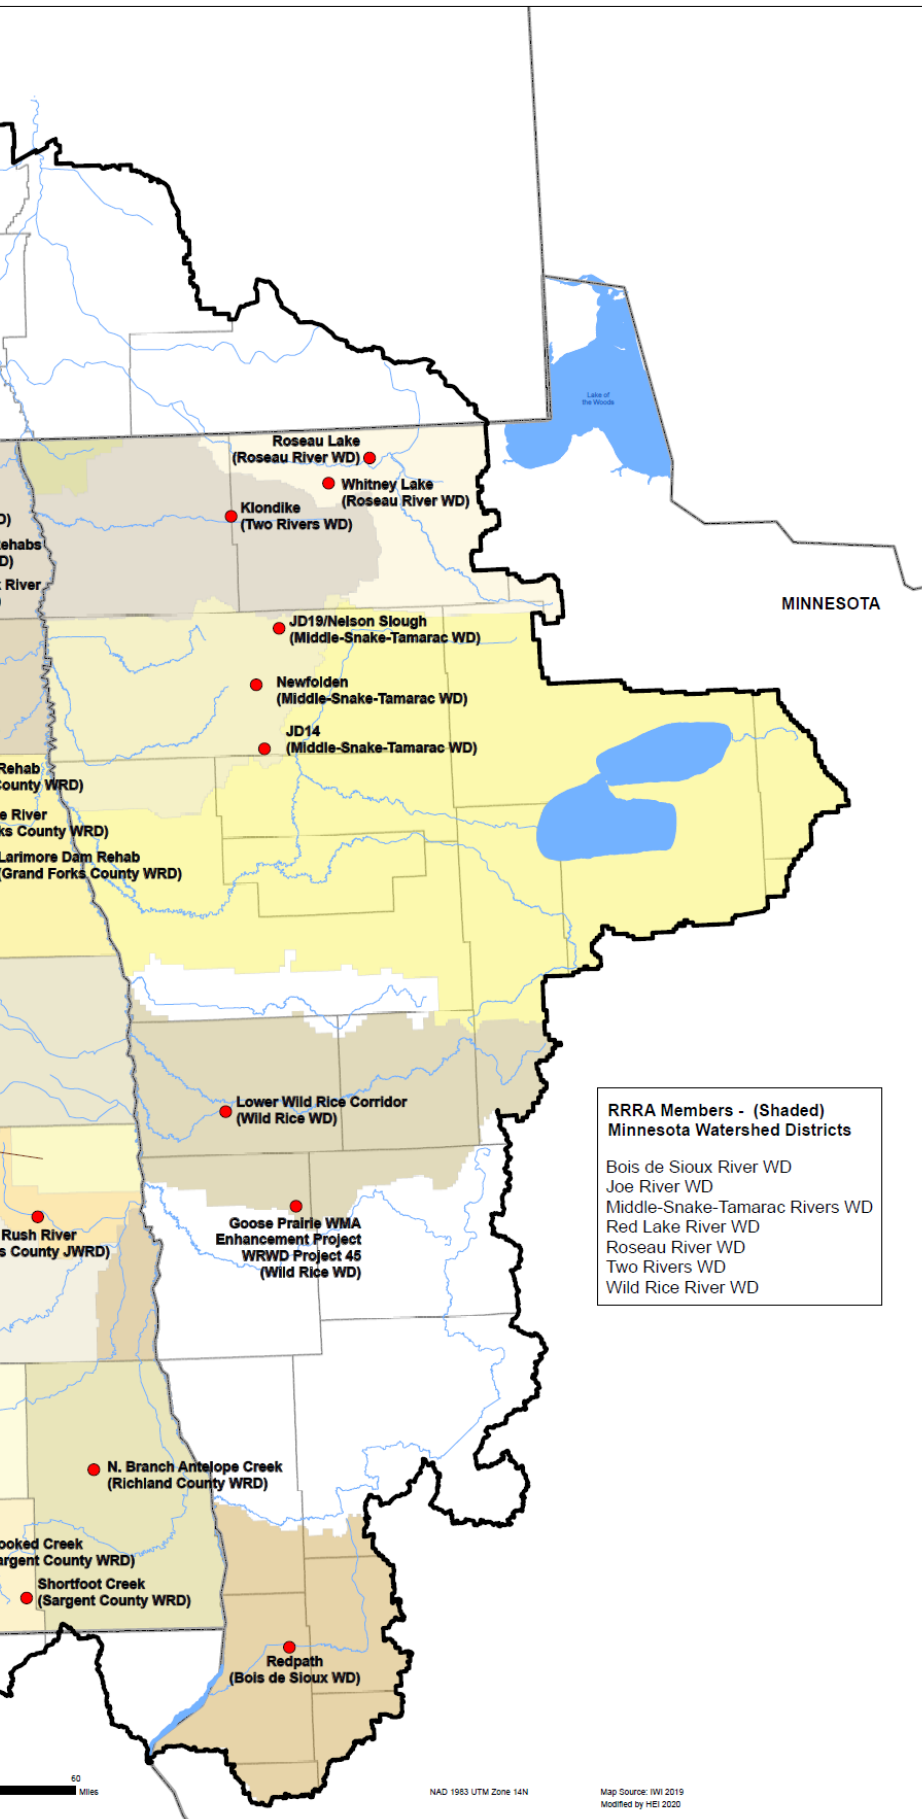 Lake of
the Woods
Roseau Lake
(Roseau River WD)
Whitney Lake
(Roseau River WD)
Klondike
(Two Rivers WD)
D)
ehabs
D)
River
)
MINNESOTA
JD19/Nelson Slough
(Middle-Snake-Tamarac WD)
Newfolden
(Middle-Snake-Tamarac WD)
JD14
(Middle-Snake-Tamarac WD)
Rehab
County WRD)
e River
ks County WRD)
Larimore Dam Rehab
(Grand Forks County WRD)
Lower Wild Rice Corridor
(Wild Rice WD)
RRRA Members - (Shaded)
Minnesota Watershed Districts
Bois de Sioux River WD
Joe River WD
Middle-Snake-Tamarac Rivers WD
Red Lake River WD
Roseau River WD
Two Rivers WD
Wild Rice River WD
Rush River
s County JWRD)
Goose Prairie WMA
Enhancement Project
WRWD Project 45
(Wild Rice WD)
N. Branch Antelope Creek
(Richland County WRD)
ooked Creek
argent County WRD)
Shortfoot Creek
(Sargent County WRD)
Redpath
(Bois de Sioux WD)
60
Miles
NAD 1983 UTM Zone 14N
Map Source: IWI 2019
Modified by HEI 2020